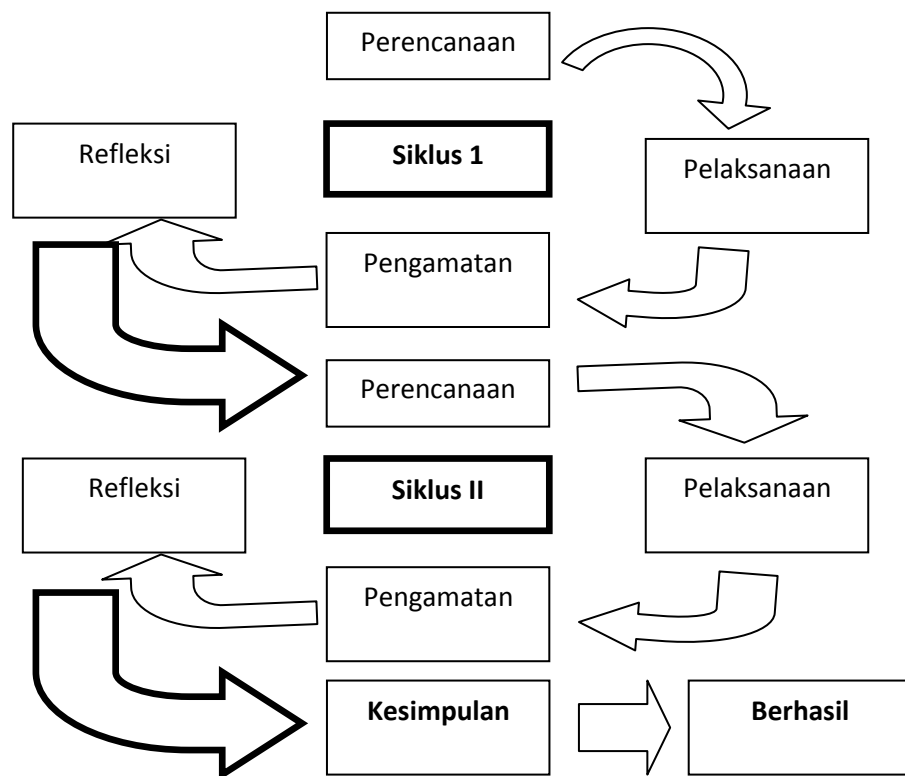 Perencanaan
Refleksi
Siklus 1
Pelaksanaan
Pengamatan
Perencanaan
Refleksi
Siklus II
Pelaksanaan
Pengamatan
Kesimpulan
Berhasil